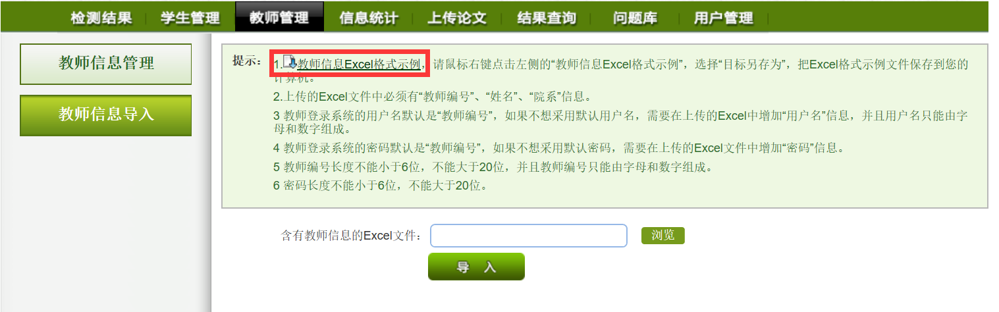 检测结果 学生管理 教师管理 信息统计 上传论文 结果查询 问题库 用户管理
教师信息管理
教师信息导入
提示：
1.教师信息Excel格式示例，请鼠标右键点击左侧的“教师信息Excel格式示例”，选择“目标另存为”，把Excel格式示例文件保存到您的
计算机。
2.上传的Excel文件中必须有“教师编号”、“姓名”、“院系”信息。
3 教师登录系统的用户名默认是“教师编号”，如果不想采用默认用户名，需要在上传的Excel中增加“用户名”信息，并且用户名只能由字
母和数字组成。
4 教师登录系统的密码默认是“教师编号”，如果不想采用默认密码，需要在上传的Excel文件中增加“密码”信息。
5 教师编号长度不能小于6位，不能大于20位，并且教师编号只能由字母和数字组成。
6 密码长度不能小于6位，不能大于20位。
含有教师信息的Excel文件： 浏览
导 入